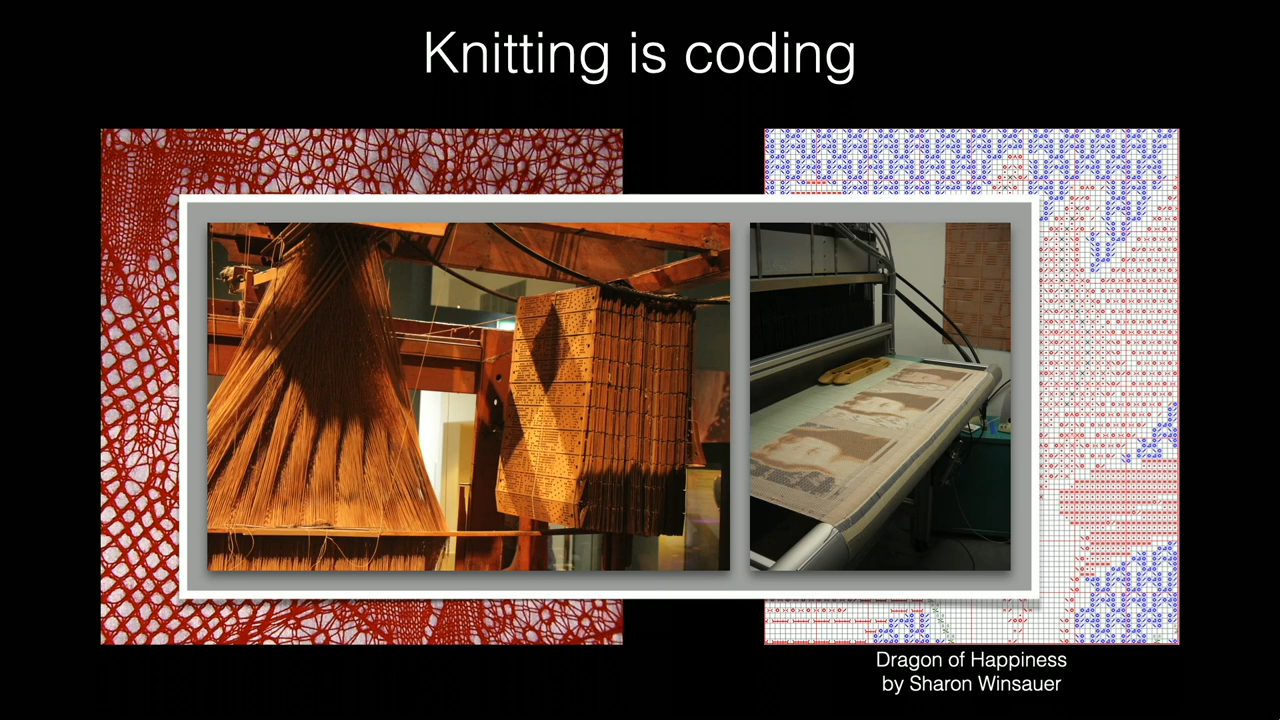 Knitting is coding
Dragon of Happiness
by Sharon Winsauer